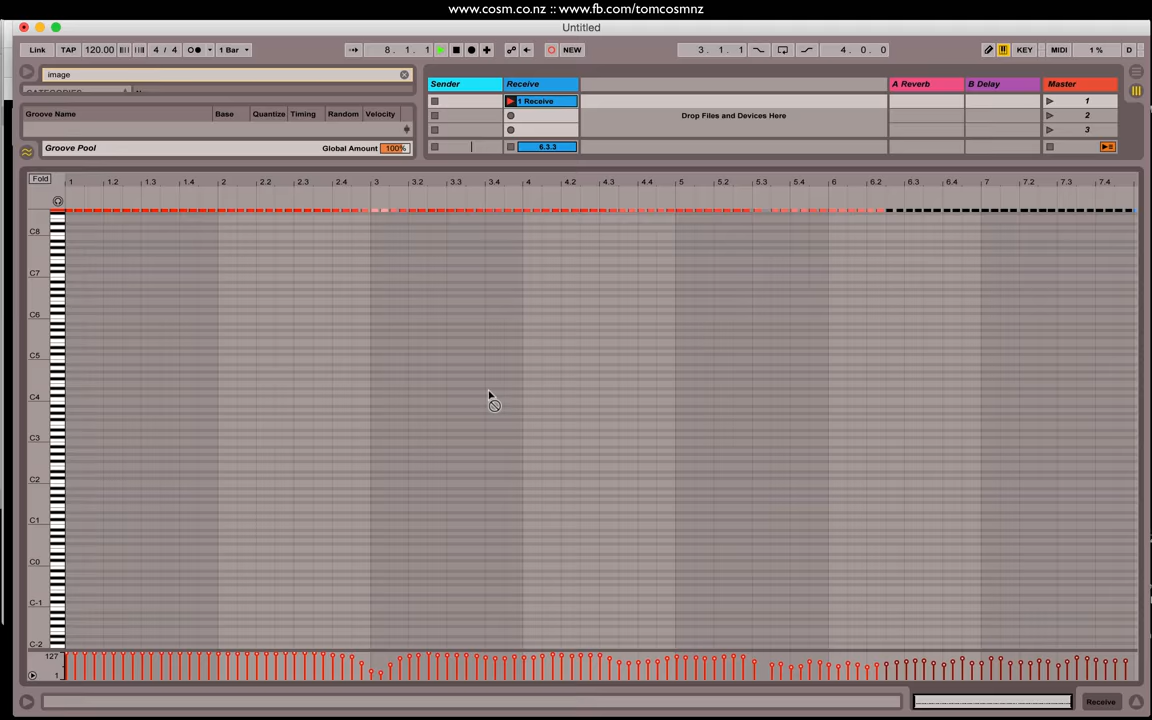 www.cosm.co.nz :: www.fb.com/tomcosmnz
Untitled
Link TAP 120.00 4 / 4 1 Bar 8. 1. 1 NEW 3. 1. 1 4. 0. 0 KEY MIDI 1 % D
image
Groove Name Base Quantize Timing Random Velocity
Groove Pool Global Amount 100%
Sender Receive A Reverb B Delay Master
1 Receive 1
Drop Files and Devices Here 2
3
6.3.3
Fold 1 1.2 1.3 1.4 2 2.2 2.3 2.4 3 3.2 3.3 3.4 4 4.2 4.3 4.4 5 5.2 5.3 5.4 6 6.2 6.3 6.4 7 7.2 7.3 7.4
C8
C7
C6
C5
C4
C3
C2
C1
C0
C-1
C-2
127
1
Receive